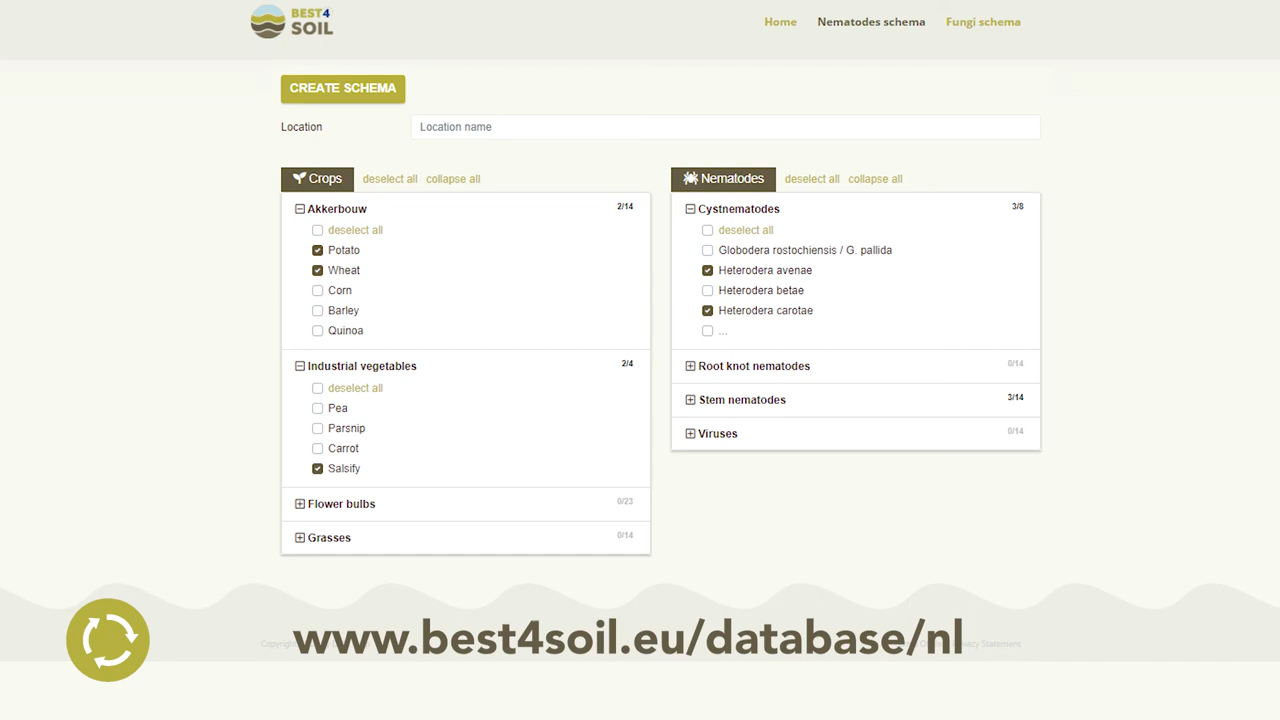 BEST4
SOIL
Home Nematodes schema Fungi schema
CREATE SCHEMA
Location Location name
Crops deselect all collapse all
Akkerbouw 2/14
deselect all
Potato
Wheat
Corn
Barley
Quinoa
Industrial vegetables 2/4
deselect all
Pea
Parsnip
Carrot
Salsify
Flower bulbs 0/23
Grasses 0/14
Nematodes deselect all collapse all
Cystnematodes 3/8
deselect all
Globodera rostochiensis / G. pallida
Heterodera avenae
Heterodera betae
Heterodera carotae
...
Root knot nematodes 0/14
Stem nematodes 3/14
Viruses 0/14
www.best4soil.eu/database/nl
Statement